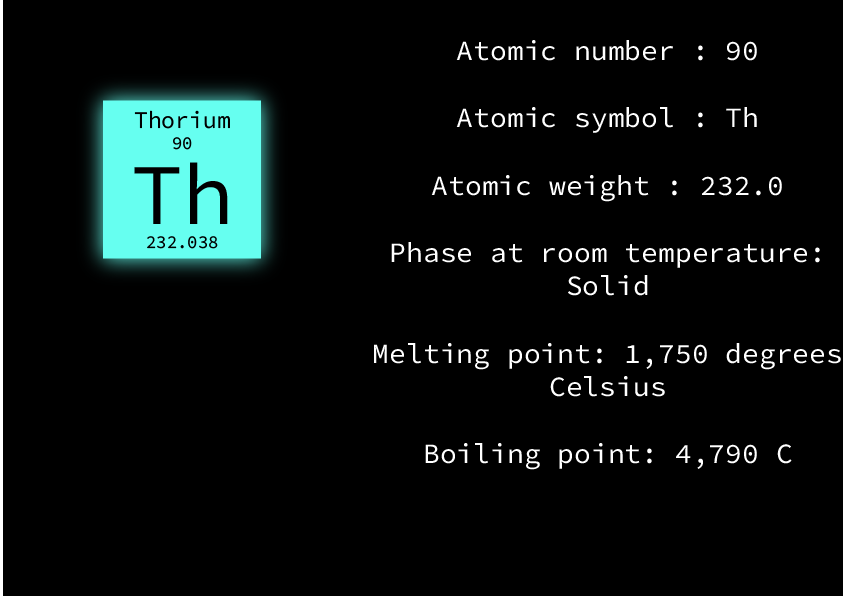 Thorium
90
Th
232.038
Atomic number : 90
Atomic symbol : Th
Atomic weight : 232.0
Phase at room temperature:
Solid
Melting point: 1,750 degrees
Celsius
Boiling point: 4,790 C